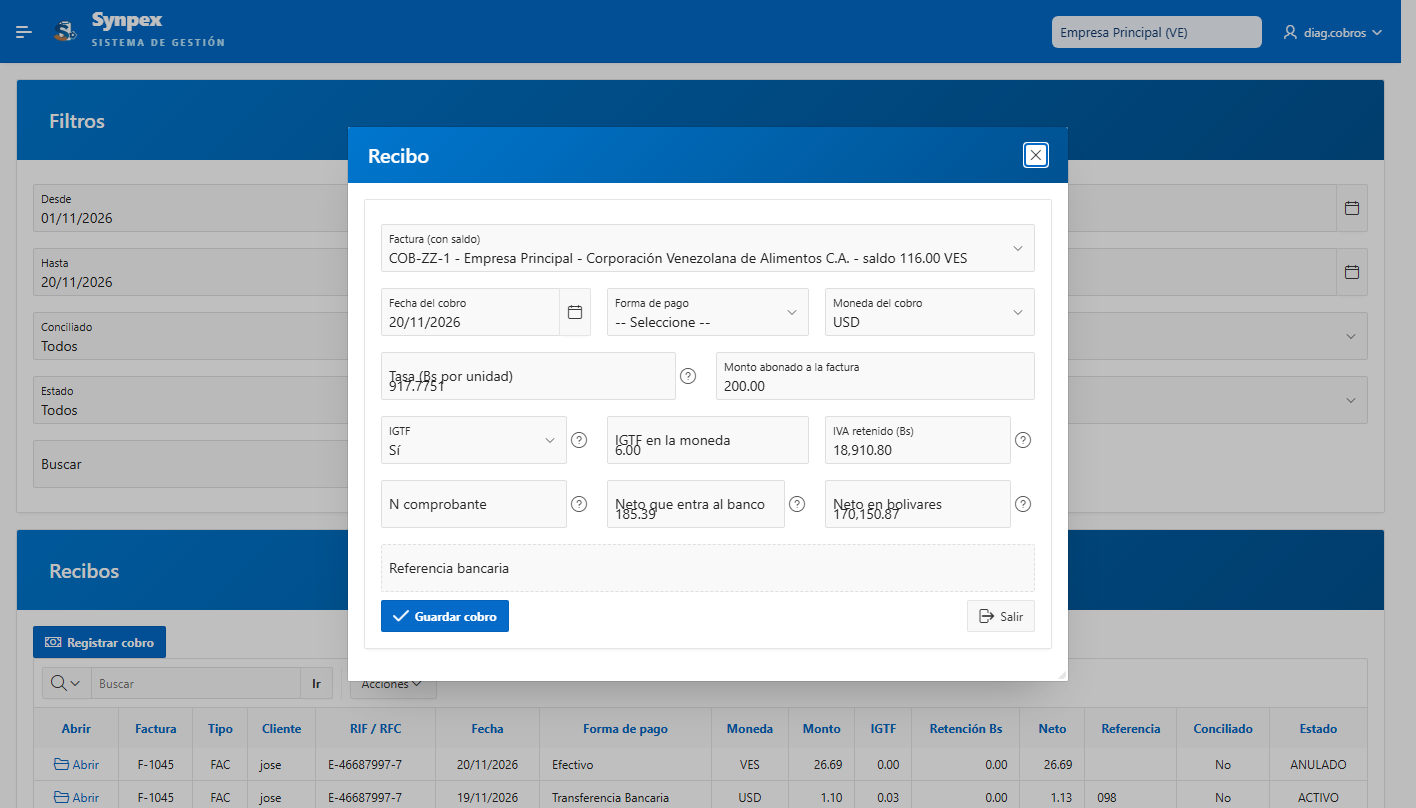 Synpex
SISTEMA DE GESTIÓN
Empresa Principal (VE)
diag.cobros
Filtros
Desde
01/11/2026
Hasta
20/11/2026
Conciliado
Todos
Estado
Todos
Buscar
Recibo
Factura (con saldo)
COB-ZZ-1 - Empresa Principal - Corporación Venezolana de Alimentos C.A. - saldo 116.00 VES
Fecha del cobro
20/11/2026
Forma de pago
-- Seleccione --
Moneda del cobro
USD
Tasa (Bs por unidad)
917.7751
Monto abonado a la factura
200.00
IGTF
Sí
IGTF en la moneda
6.00
IVA retenido (Bs)
18,910.80
N comprobante
Neto que entra al banco
185.39
Neto en bolivares
170,150.87
Referencia bancaria
Guardar cobro
Salir
Recibos
Registrar cobro
Buscar
Ir
Acciones
Abrir Factura Tipo Cliente RIF / RFC Fecha Forma de pago Moneda Monto IGTF Retención Bs Neto Referencia Conciliado Estado
Abrir F-1045 FAC jose E-46687997-7 20/11/2026 Efectivo VES 26.69 0.00 0.00 26.69 No ANULADO
Abrir F-1045 FAC jose E-46687997-7 19/11/2026 Transferencia Bancaria USD 1.10 0.03 0.00 1.13 098 No ACTIVO